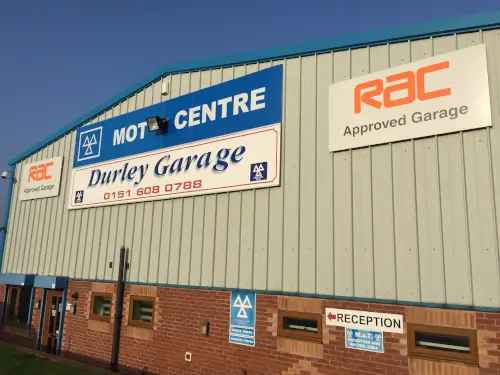 RAC
Approved Garage
MOT CENTRE
Durley Garage
0151 608 0788
RAC
Approved Garage
RECEPTION
M.o.T.